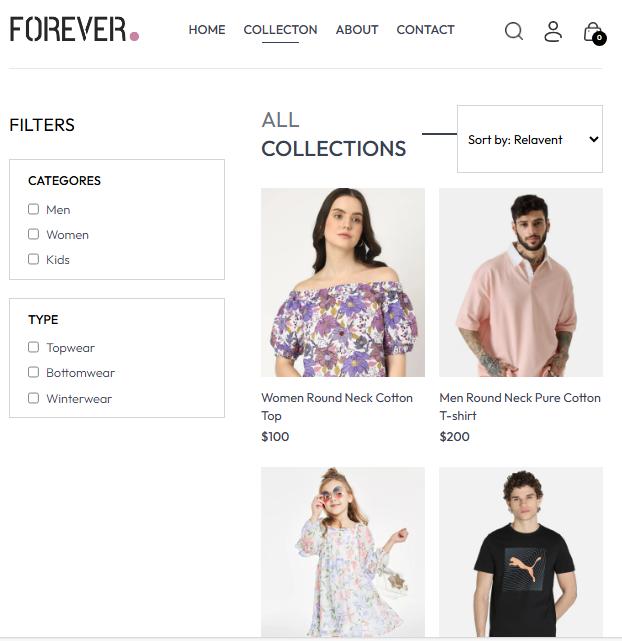 FOREVER.
HOME COLLECTON ABOUT CONTACT
0
FILTERS
CATEGORES
Men
Women
Kids
TYPE
Topwear
Bottomwear
Winterwear
ALL
COLLECTIONS
Sort by: Relavent
Women Round Neck Cotton
Top
$100
Men Round Neck Pure Cotton
T-shirt
$200